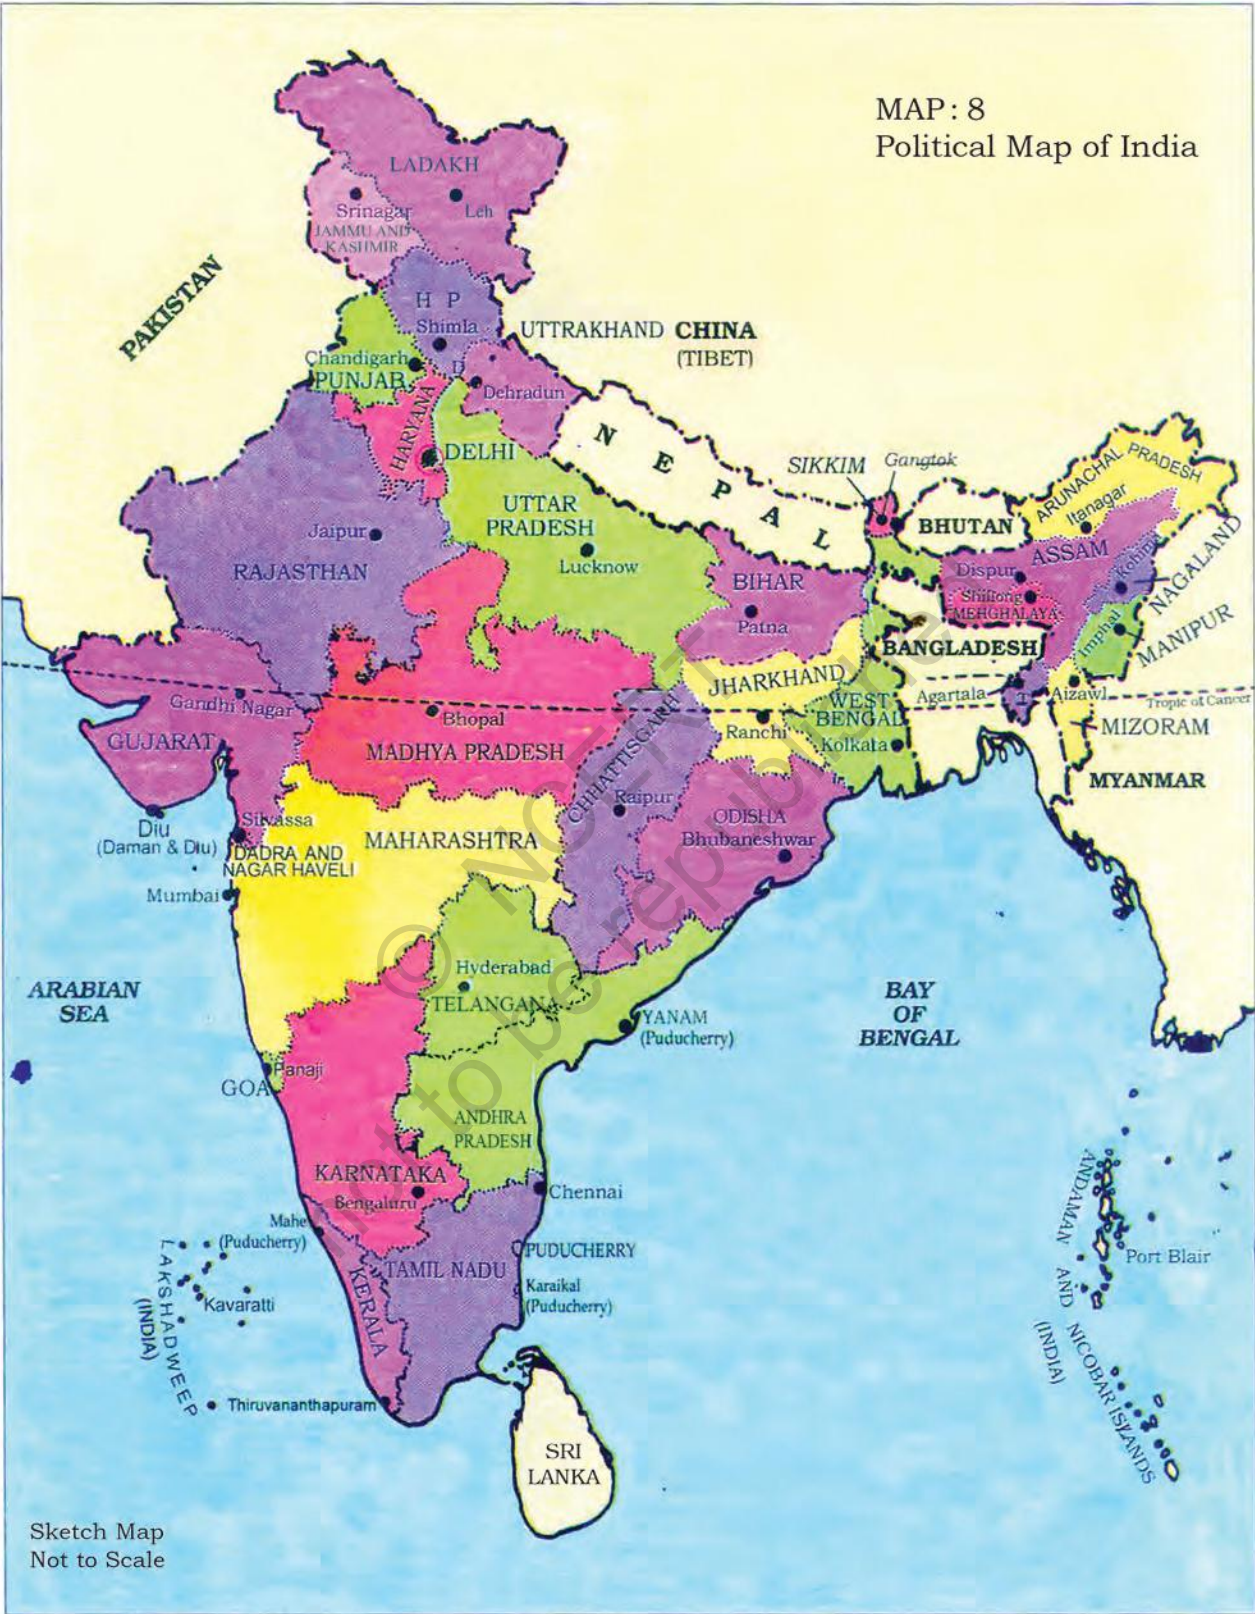 MAP: 8
Political Map of India
LADAKH
Srinagar
Leh
JAMMU AND
KASHMIR
PAKISTAN
H P
Shimla
UTTRAKHAND
CHINA
(TIBET)
Chandigarh
PUNJAB
D
Dehradun
HARYANA
DELHI
NEPAL
SIKKIM
Gangtok
ARUNACHAL PRADESH
Itanagar
UTTAR
PRADESH
BHUTAN
Jaipur
Lucknow
ASSAM
RAJASTHAN
BIHAR
Dispur
Kohima
NAGALAND
Shillong
MEHGHALAYA
Patna
Imphal
MANIPUR
BANGLADESH
JHARKHAND
Gandhi Nagar
WEST
BENGAL
Agartala
T
Aizawl
Tropic of Cancer
Bhopal
Ranchi
MIZORAM
GUJARAT
MADHYA PRADESH
CHHATTISGARH
Kolkata
MYANMAR
Raipur
Silvassa
ODISHA
Diu
(Daman & Diu)
MAHARASHTRA
Bhubaneshwar
DADRA AND
NAGAR HAVELI
Mumbai
Hyderabad
ARABIAN
SEA
BAY
OF
BENGAL
TELANGANA
YANAM
(Puducherry)
Panaji
GOA
ANDHRA
PRADESH
KARNATAKA
Bengaluru
Chennai
Mahe
(Puducherry)
PUDUCHERRY
LAKSHADWEEP
(INDIA)
KERALA
TAMIL NADU
Karaikal
(Puducherry)
Kavaratti
ANDAMAN AND NICOBAR ISLANDS
(INDIA)
Port Blair
Thiruvananthapuram
SRI
LANKA
Sketch Map
Not to Scale
© NCERT
not to be republished